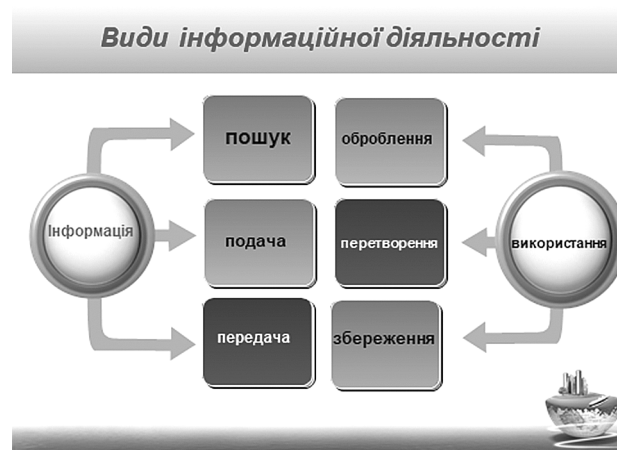 Види інформаційної діяльності
пошук
оброблення
Інформація
подача
перетворення
використання
передача
збереження